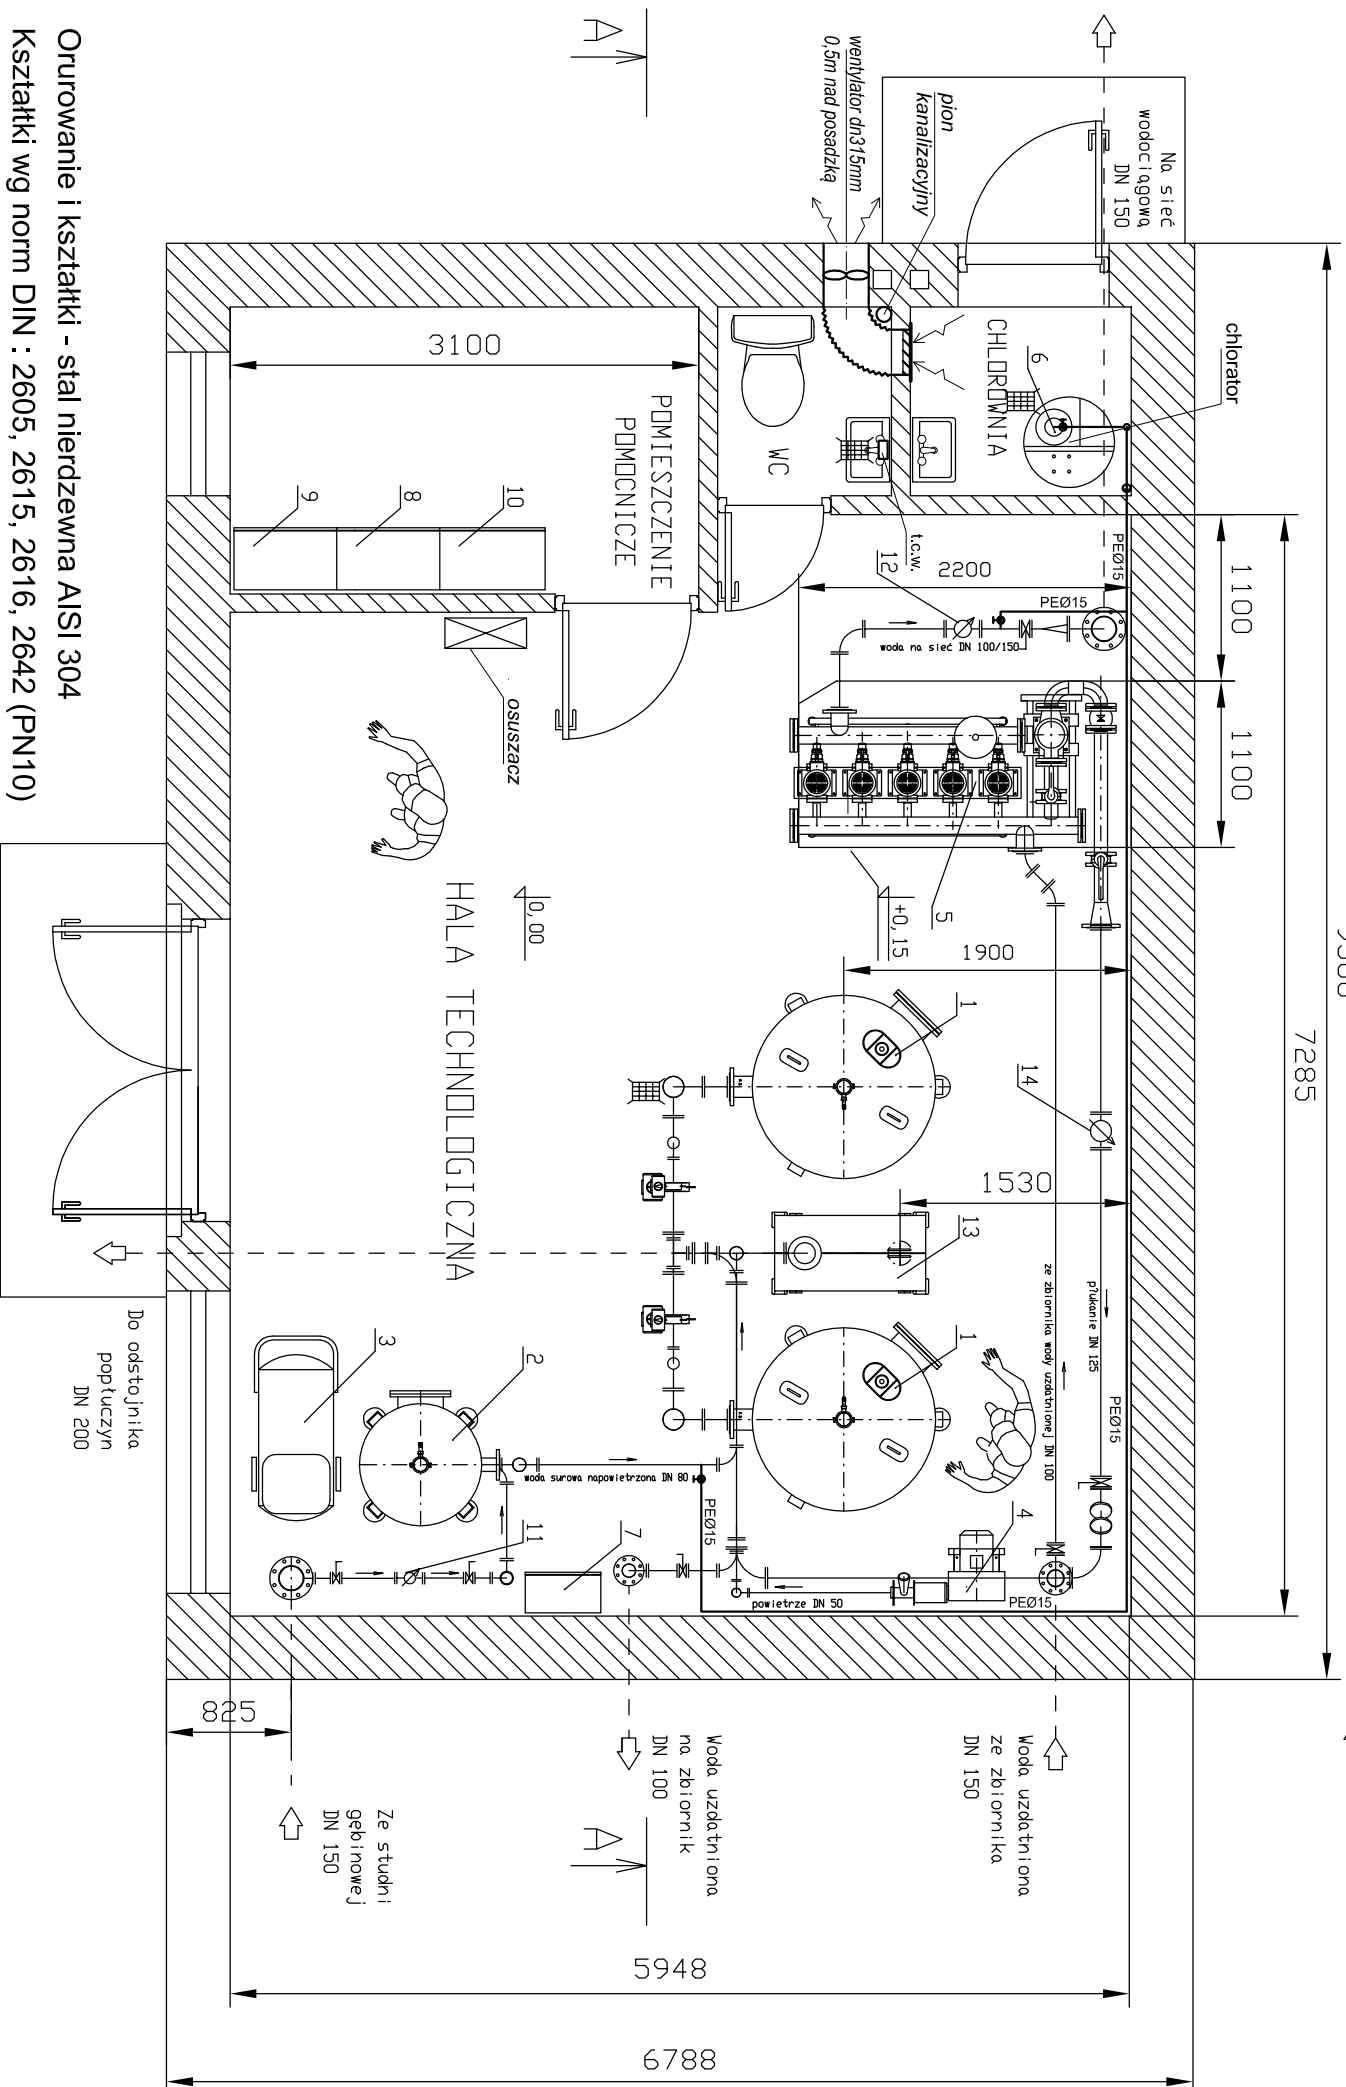 Na sieć
wodociągową
DN 150
wentylator dn315mm
0,5m nad posadzką
pion
kanalizacyjny
A
chlorator
CHLOROWNIA
6
WC
t.c.w.
3100
POMIESZCZENIE
POMOCNICZE
9
8
10
osuszacz
12
2200
PEØ15
PEØ15
woda na sieć DN 100/150
1100
1100
7285
5
+0,15
0,00
1900
1
14
HALA TECHNOLOGICZNA
1530
13
1
płukanie DN 125
ze zbiornika wody uzdatnionej DN 100
PEØ15
4
PEØ15
powietrze DN 50
PEØ15
woda surowa napowietrzona DN 80
7
11
2
3
Do odstojnika
popłuczyn
DN 200
825
Woda uzdatniona
ze zbiornika
DN 150
Woda uzdatniona
na zbiornik
DN 100
Ze studni
gębinowej
DN 150
A
5948
6788
Orurowanie i kształtki - stal nierdzewna AISI 304
Kształtki wg norm DIN : 2605, 2615, 2616, 2642 (PN10)